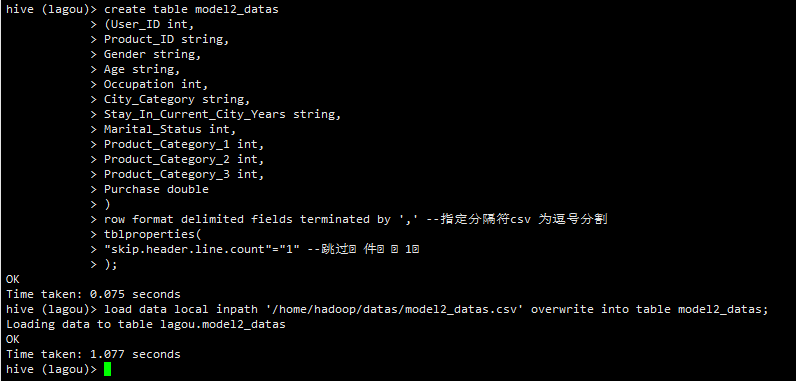 hive (lagou)> create table model2_datas
> (User_ID int,
> Product_ID string,
> Gender string,
> Age string,
> Occupation int,
> City_Category string,
> Stay_In_Current_City_Years string,
> Marital_Status int,
> Product_Category_1 int,
> Product_Category_2 int,
> Product_Category_3 int,
> Purchase double
> )
> row format delimited fields terminated by ',' --指定分隔符csv 为逗号分割
> tblproperties(
> "skip.header.line.count"="1" --跳过 件 1
> );
OK
Time taken: 0.075 seconds
hive (lagou)> load data local inpath '/home/hadoop/datas/model2_datas.csv' overwrite into table model2_datas;
Loading data to table lagou.model2_datas
OK
Time taken: 1.077 seconds
hive (lagou)>